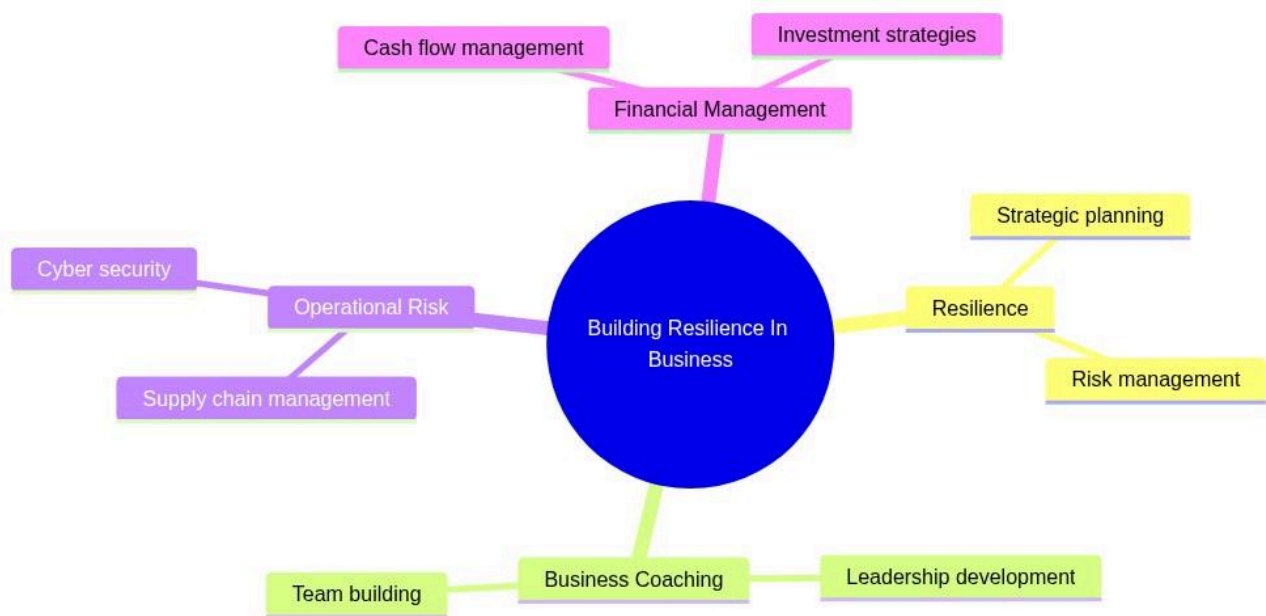 Investment strategies
Cash flow management
Financial Management
Strategic planning
Cyber security
Operational Risk
Resilience
Building Resilience In
Business
Risk management
Supply chain management
Business Coaching
Leadership development
Team building